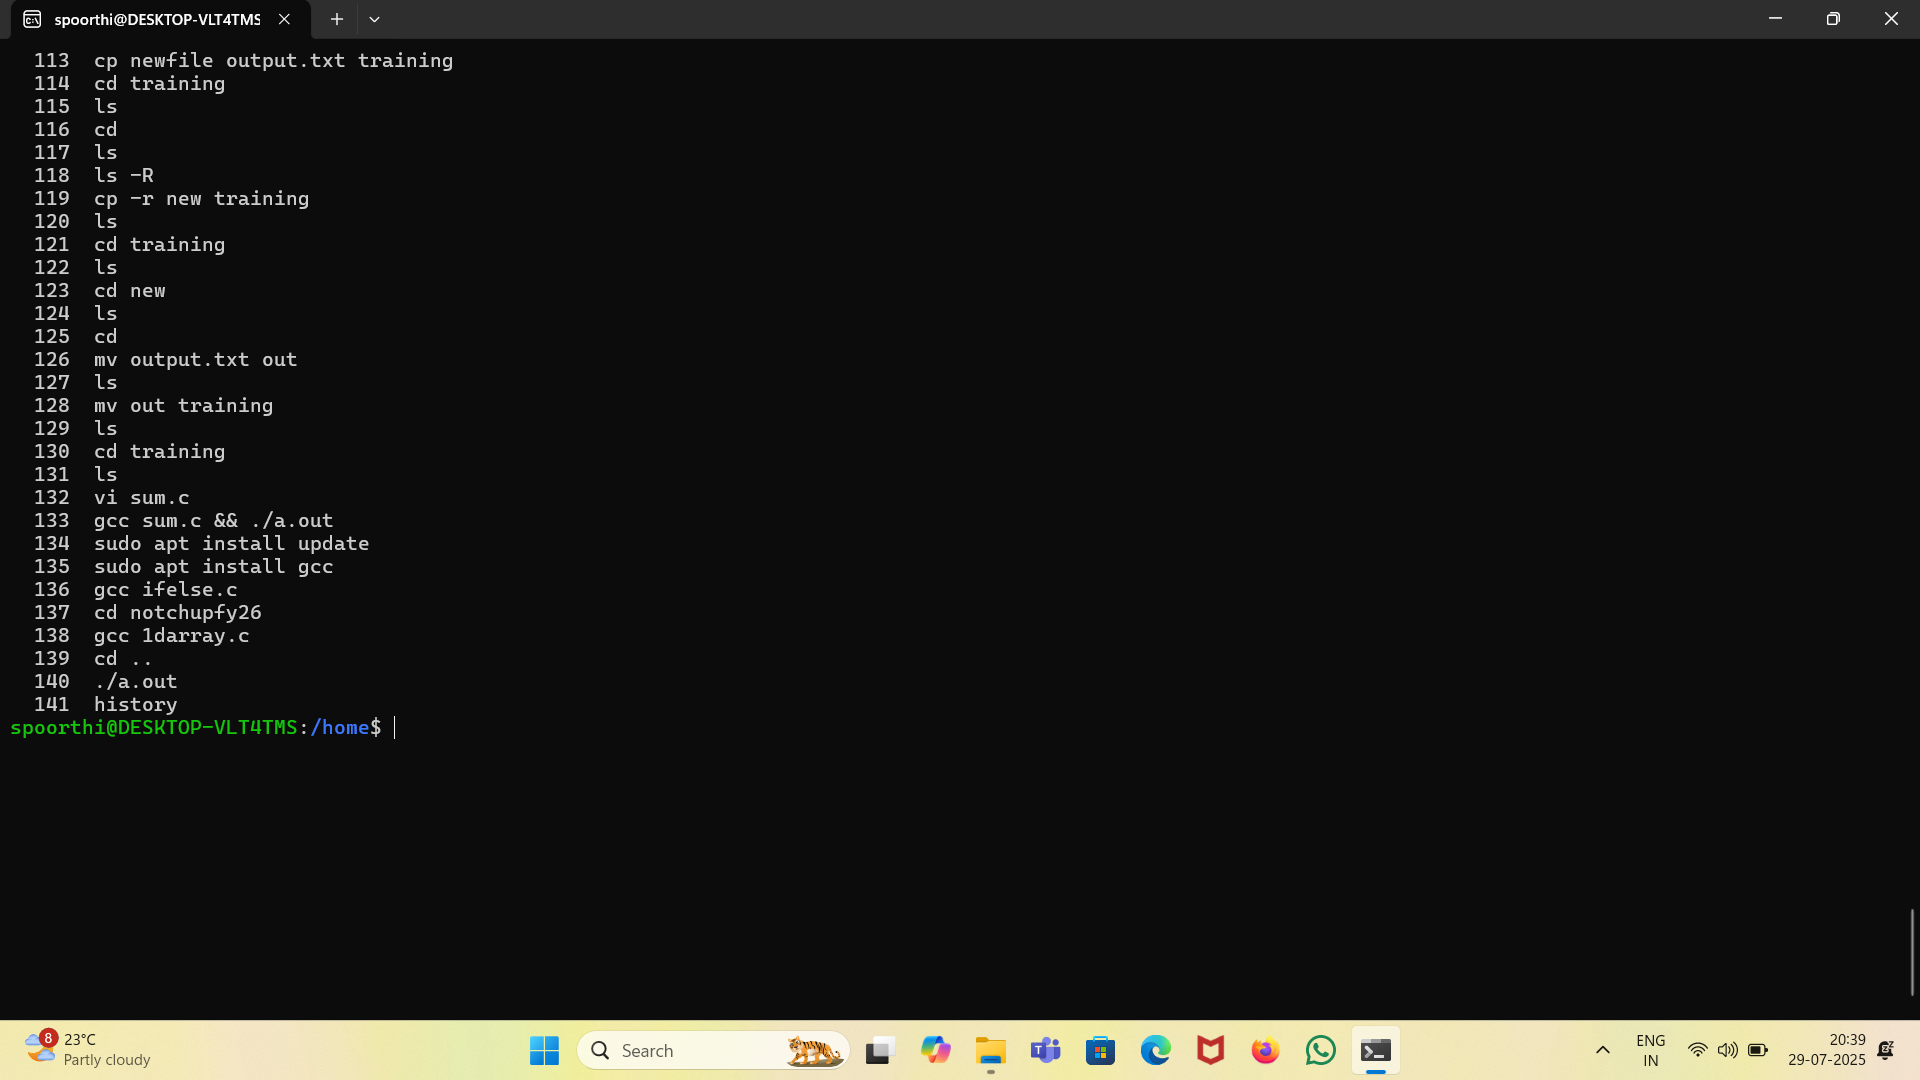 spoorthi@DESKTOP-VLT4TMS
113  cp newfile output.txt training
114  cd training
115  ls
116  cd
117  ls
118  ls -R
119  cp -r new training
120  ls
121  cd training
122  ls
123  cd new
124  ls
125  cd
126  mv output.txt out
127  ls
128  mv out training
129  ls
130  cd training
131  ls
132  vi sum.c
133  gcc sum.c && ./a.out
134  sudo apt install update
135  sudo apt install gcc
136  gcc ifelse.c
137  cd notchupfy26
138  gcc 1darray.c
139  cd ..
140  ./a.out
141  history
spoorthi@DESKTOP-VLT4TMS:/home$
8
23°C
Partly cloudy
Search
ENG
IN
20:39
29-07-2025